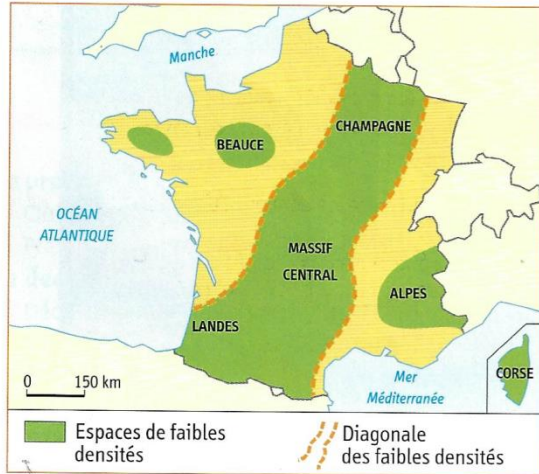 Manche
CHAMPAGNE
BEAUCE
OCÉAN
ATLANTIQUE
MASSIF
CENTRAL
ALPES
LANDES
CORSE
0 150 km
Mer
Méditerranée
Espaces de faibles
densités
Diagonale
des faibles densités